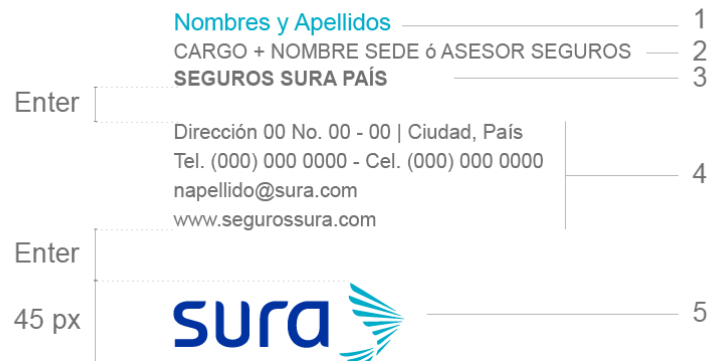 Nombres y Apellidos 1
CARGO + NOMBRE SEDE ó ASESOR SEGUROS 2
SEGUROS SURA PAÍS 3
Enter
Dirección 00 No. 00 - 00 | Ciudad, País
Tel. (000) 000 0000 - Cel. (000) 000 0000
4
napellido@sura.com
www.segurossura.com
Enter
45 px
sura 5